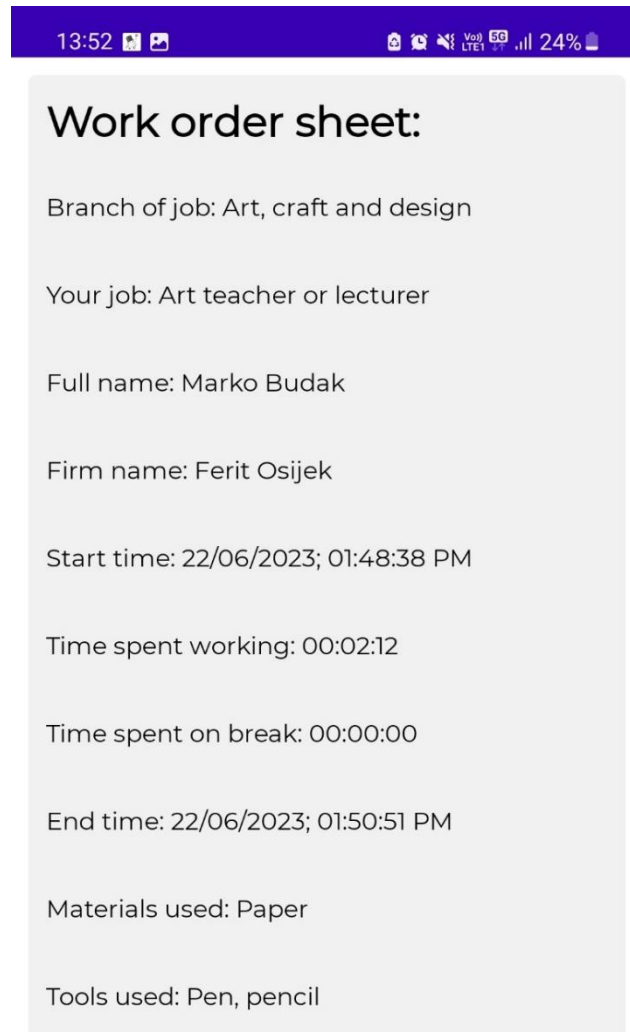 13:52 Vo)) LTE1 5G 24%
Work order sheet:
Branch of job: Art, craft and design
Your job: Art teacher or lecturer
Full name: Marko Budak
Firm name: Ferit Osijek
Start time: 22/06/2023; 01:48:38 PM
Time spent working: 00:02:12
Time spent on break: 00:00:00
End time: 22/06/2023; 01:50:51 PM
Materials used: Paper
Tools used: Pen, pencil